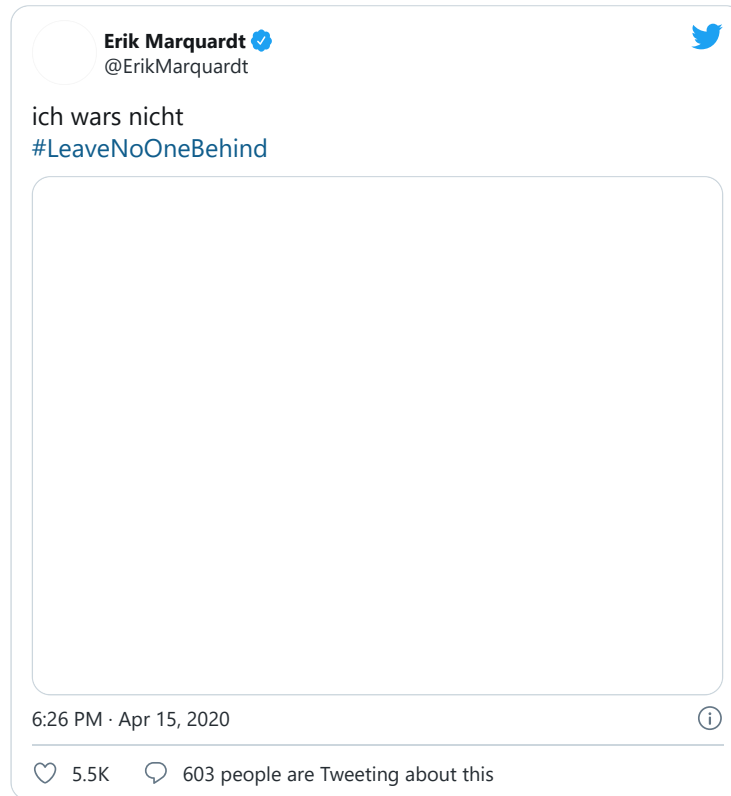 Erik Marquardt
@ErikMarquardt
ich wars nicht
#LeaveNoOneBehind
6:26 PM · Apr 15, 2020
5.5K 603 people are Tweeting about this